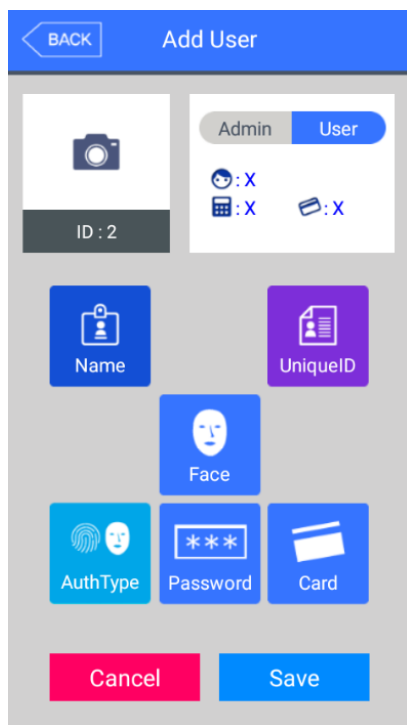 BACK
Add User
Admin User
: X
: X : X
ID : 2
Name
UniqueID
Face
AuthType
***
Password
Card
Cancel
Save